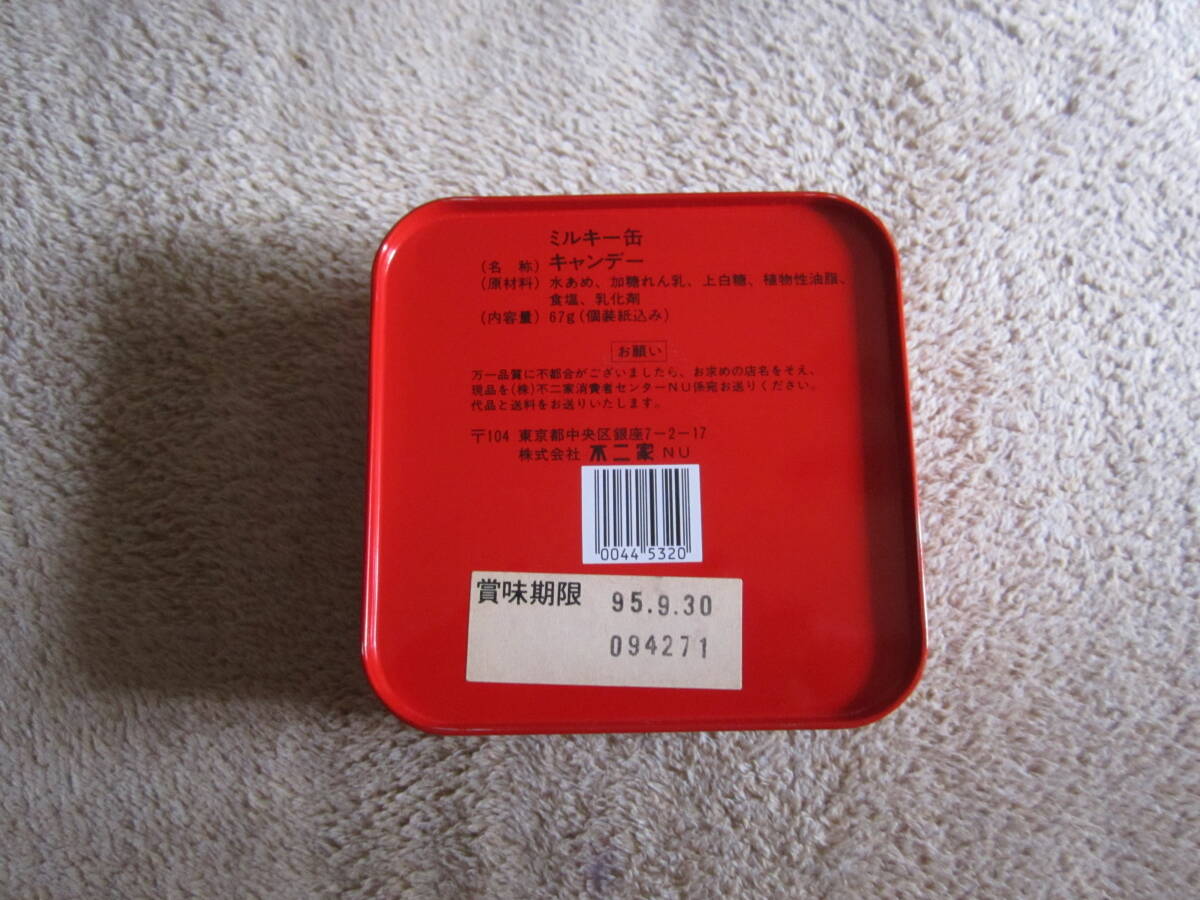 ミルキー缶
(名 称) キャンデー
(原材料) 水あめ、加糖れん乳、上白糖、植物性油脂、
食塩、乳化剤
(内容量) 67g(個装紙込み)
お願い
万一品質に不都合がございましたら、お求めの店名をそえ、
現品を(株)不二家消費者センターNU係宛お送りください。
代品と送料をお送りいたします。
〒104 東京都中央区銀座7-2-17
株式会社 不二家 NU
0044 5320
賞味期限 95.9.30
094271